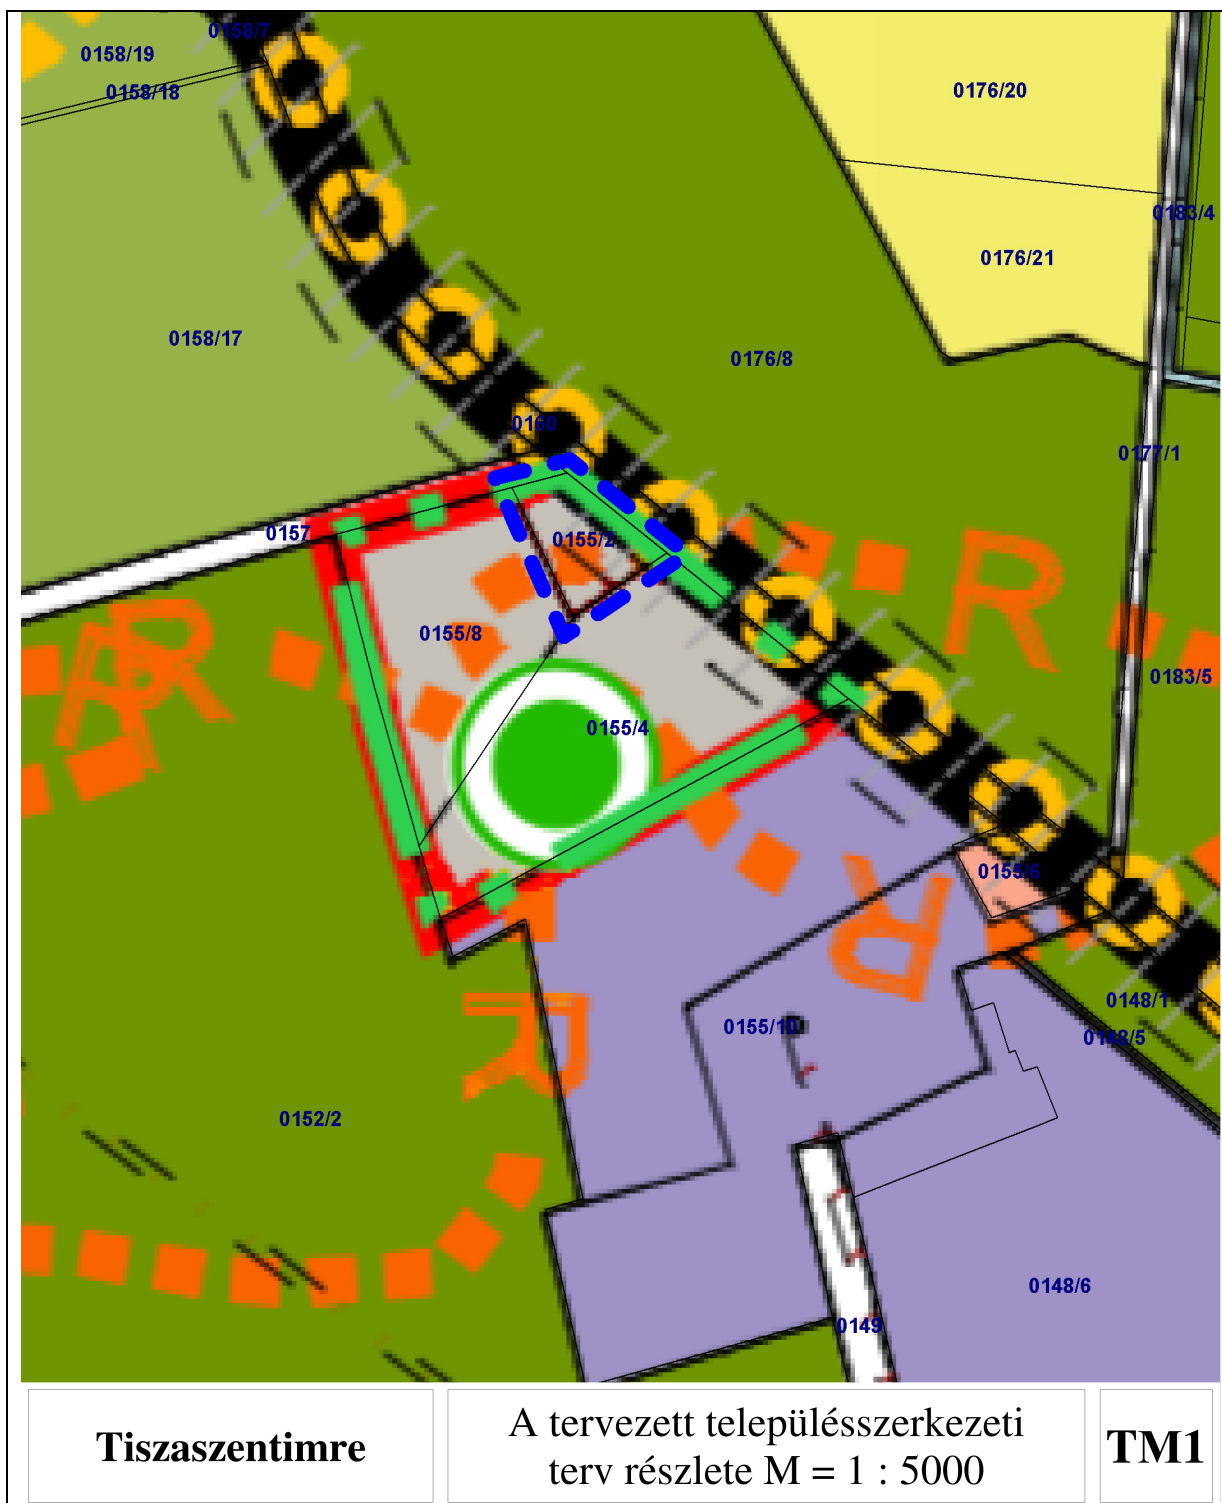 0158/7
0158/19
0158/18
0176/20
0183/4
0176/21
0158/17
0176/8
0160
0177/1
0157
0155/2
R
R
R
0155/8
0183/5
0155/4
0155/6
R
0148/1
0155/10
0148/5
R
0152/2
0148/6
0149
Tiszaszentimre
A tervezett településszerkezeti
terv részlete M = 1 : 5000
TM1